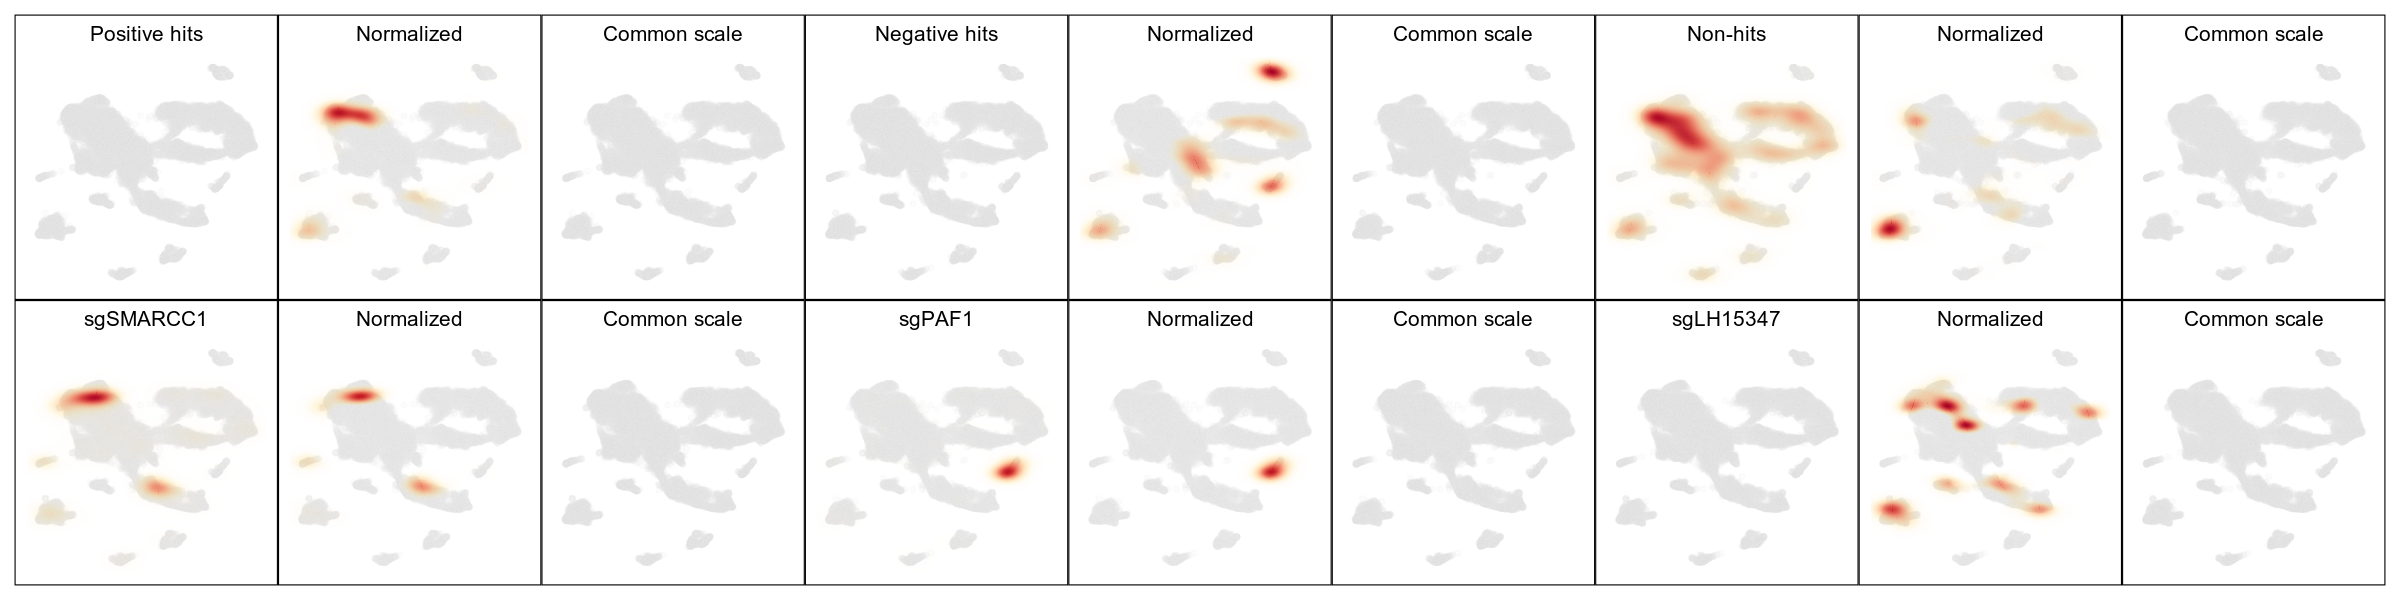 Positive hits
Normalized
Common scale
Negative hits
Normalized
Common scale
Non-hits
Normalized
Common scale
sgSMARCC1
Normalized
Common scale
sgPAF1
Normalized
Common scale
sgLH15347
Normalized
Common scale